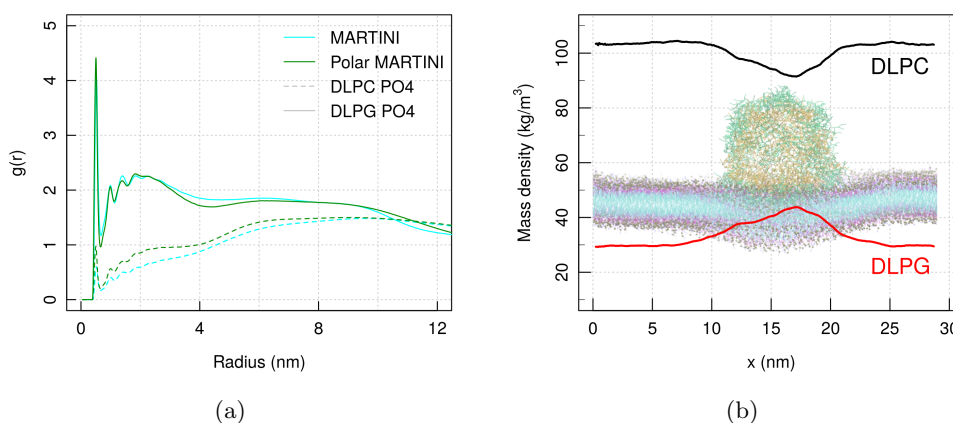 5
4
3
2
1
0
g(r)
MARTINI
Polar MARTINI
DLPC PO4
DLPG PO4
0
4
8
12
Radius (nm)
(a)
100
80
60
40
20
Mass density (kg/m³)
DLPC
DLPG
0
5
10
15
20
25
30
x (nm)
(b)